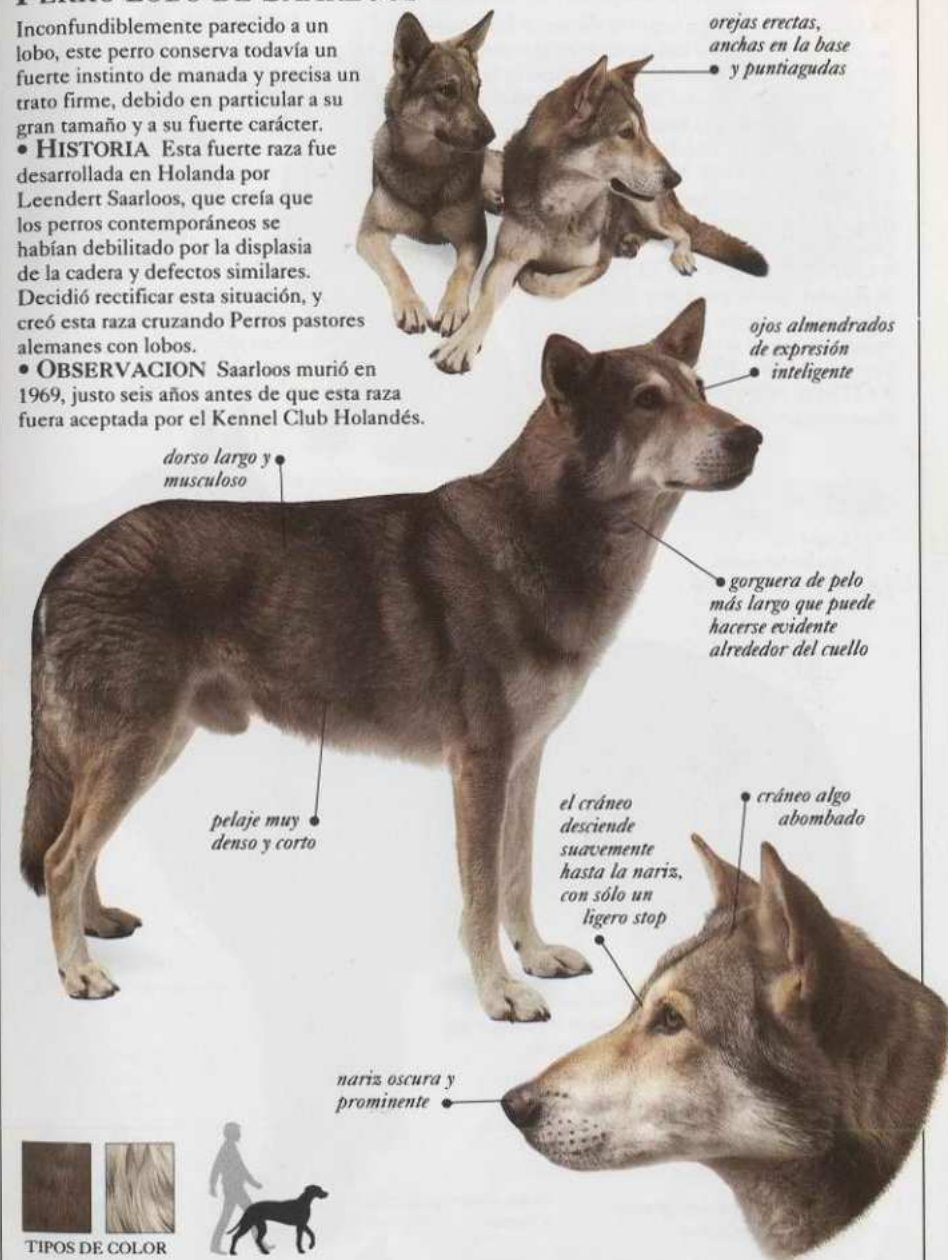 Inconfundiblemente parecido a un
lobo, este perro conserva todavía un
fuerte instinto de manada y precisa un
trato firme, debido en particular a su
gran tamaño y a su fuerte carácter.
• HISTORIA Esta fuerte raza fue
desarrollada en Holanda por
Leendert Saarloos, que creía que
los perros contemporáneos se
habían debilitado por la displasia
de la cadera y defectos similares.
Decidió rectificar esta situación, y
creó esta raza cruzando Perros pastores
alemanes con lobos.
• OBSERVACION Saarloos murió en
1969, justo seis años antes de que esta raza
fuera aceptada por el Kennel Club Holandés.
orejas erectas,
anchas en la base
y puntiagudas
ojos almendrados
de expresión
inteligente
dorso largo y
musculoso
gorguera de pelo
más largo que puede
hacerse evidente
alrededor del cuello
pelaje muy
denso y corto
el cráneo
desciende
suavemente
hasta la nariz,
con sólo un
ligero stop
cráneo algo
abombado
nariz oscura y
prominente
TIPOS DE COLOR